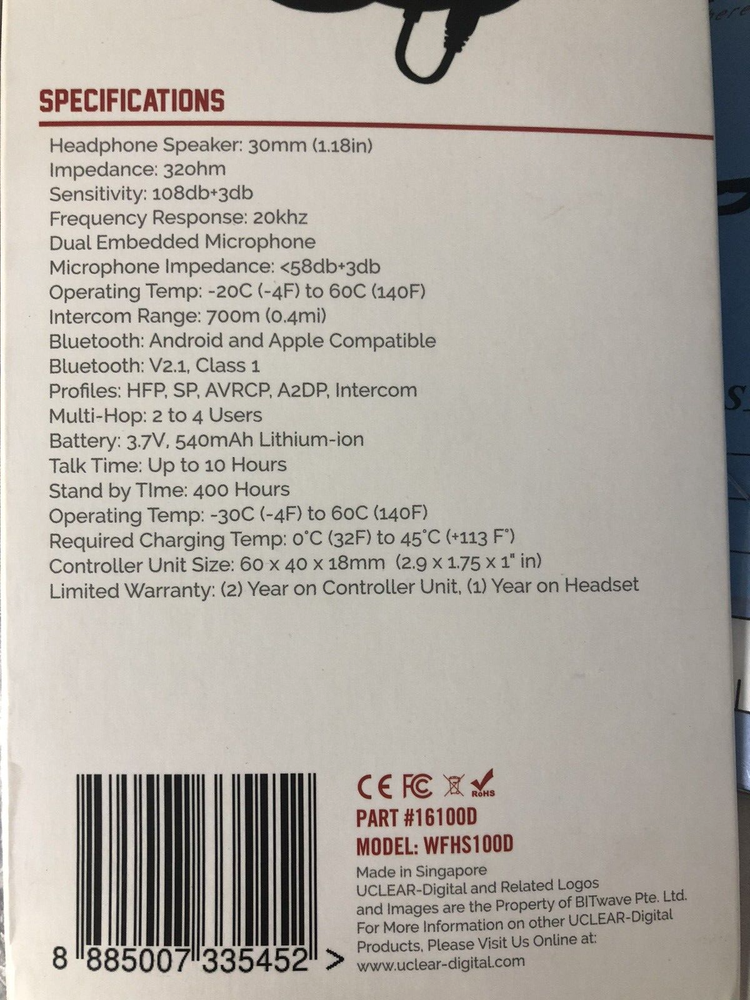 SPECIFICATIONS
Headphone Speaker: 30mm (1.18in)
Impedance: 32ohm
Sensitivity: 108db+3db
Frequency Response: 20khz
Dual Embedded Microphone
Microphone Impedance: <58db+3db
Operating Temp: -20C (-4F) to 60C (140F)
Intercom Range: 700m (0.4mi)
Bluetooth: Android and Apple Compatible
Bluetooth: V2.1, Class 1
Profiles: HFP, SP, AVRCP, A2DP, Intercom
Multi-Hop: 2 to 4 Users
Battery: 3.7V, 540mAh Lithium-ion
Talk Time: Up to 10 Hours
Stand by TIme: 400 Hours
Operating Temp: -30C (-4F) to 60C (140F)
Required Charging Temp: 0°C (32F) to 45°C (+113 F°)
Controller Unit Size: 60 x 40 x 18mm (2.9 x 1.75 x 1" in)
Limited Warranty: (2) Year on Controller Unit, (1) Year on Headset
CE FC RoHS
PART #16100D
MODEL: WFHS100D
Made in Singapore
UCLEAR-Digital and Related Logos
and Images are the Property of BITwave Pte. Ltd.
For More Information on other UCLEAR-Digital
Products, Please Visit Us Online at:
www.uclear-digital.com
8 885007 335452 >